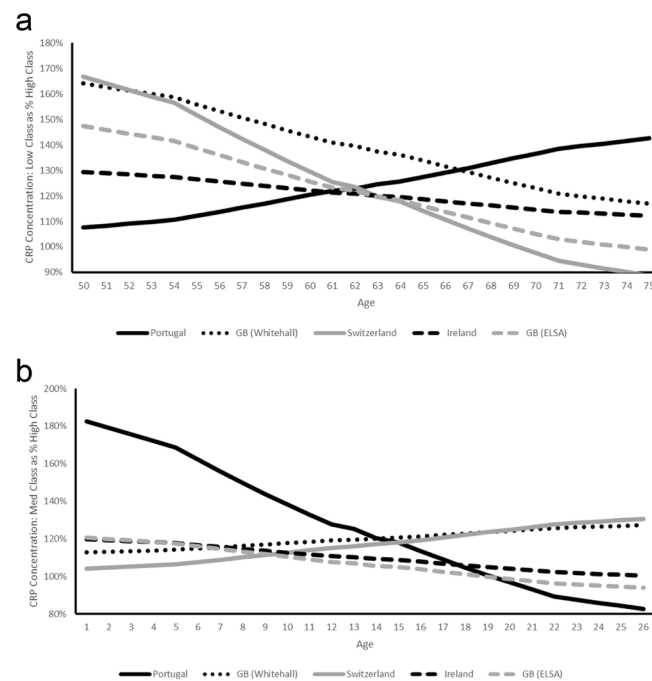 a
180%
170%
160%
150%
140%
130%
120%
110%
100%
90%
CRP Concentration: Low Class as % High Class
50 51 52 53 54 55 56 57 58 59 60 61 62 63 64 65 66 67 68 69 70 71 72 73 74 75
Age
Portugal GB (Whitehall) Switzerland Ireland GB (ELSA)
b
200%
180%
160%
140%
120%
100%
80%
CRP Concentration: Med Class as % High Class
1 2 3 4 5 6 7 8 9 10 11 12 13 14 15 16 17 18 19 20 21 22 23 24 25 26
Age
Portugal GB (Whitehall) Switzerland Ireland GB (ELSA)